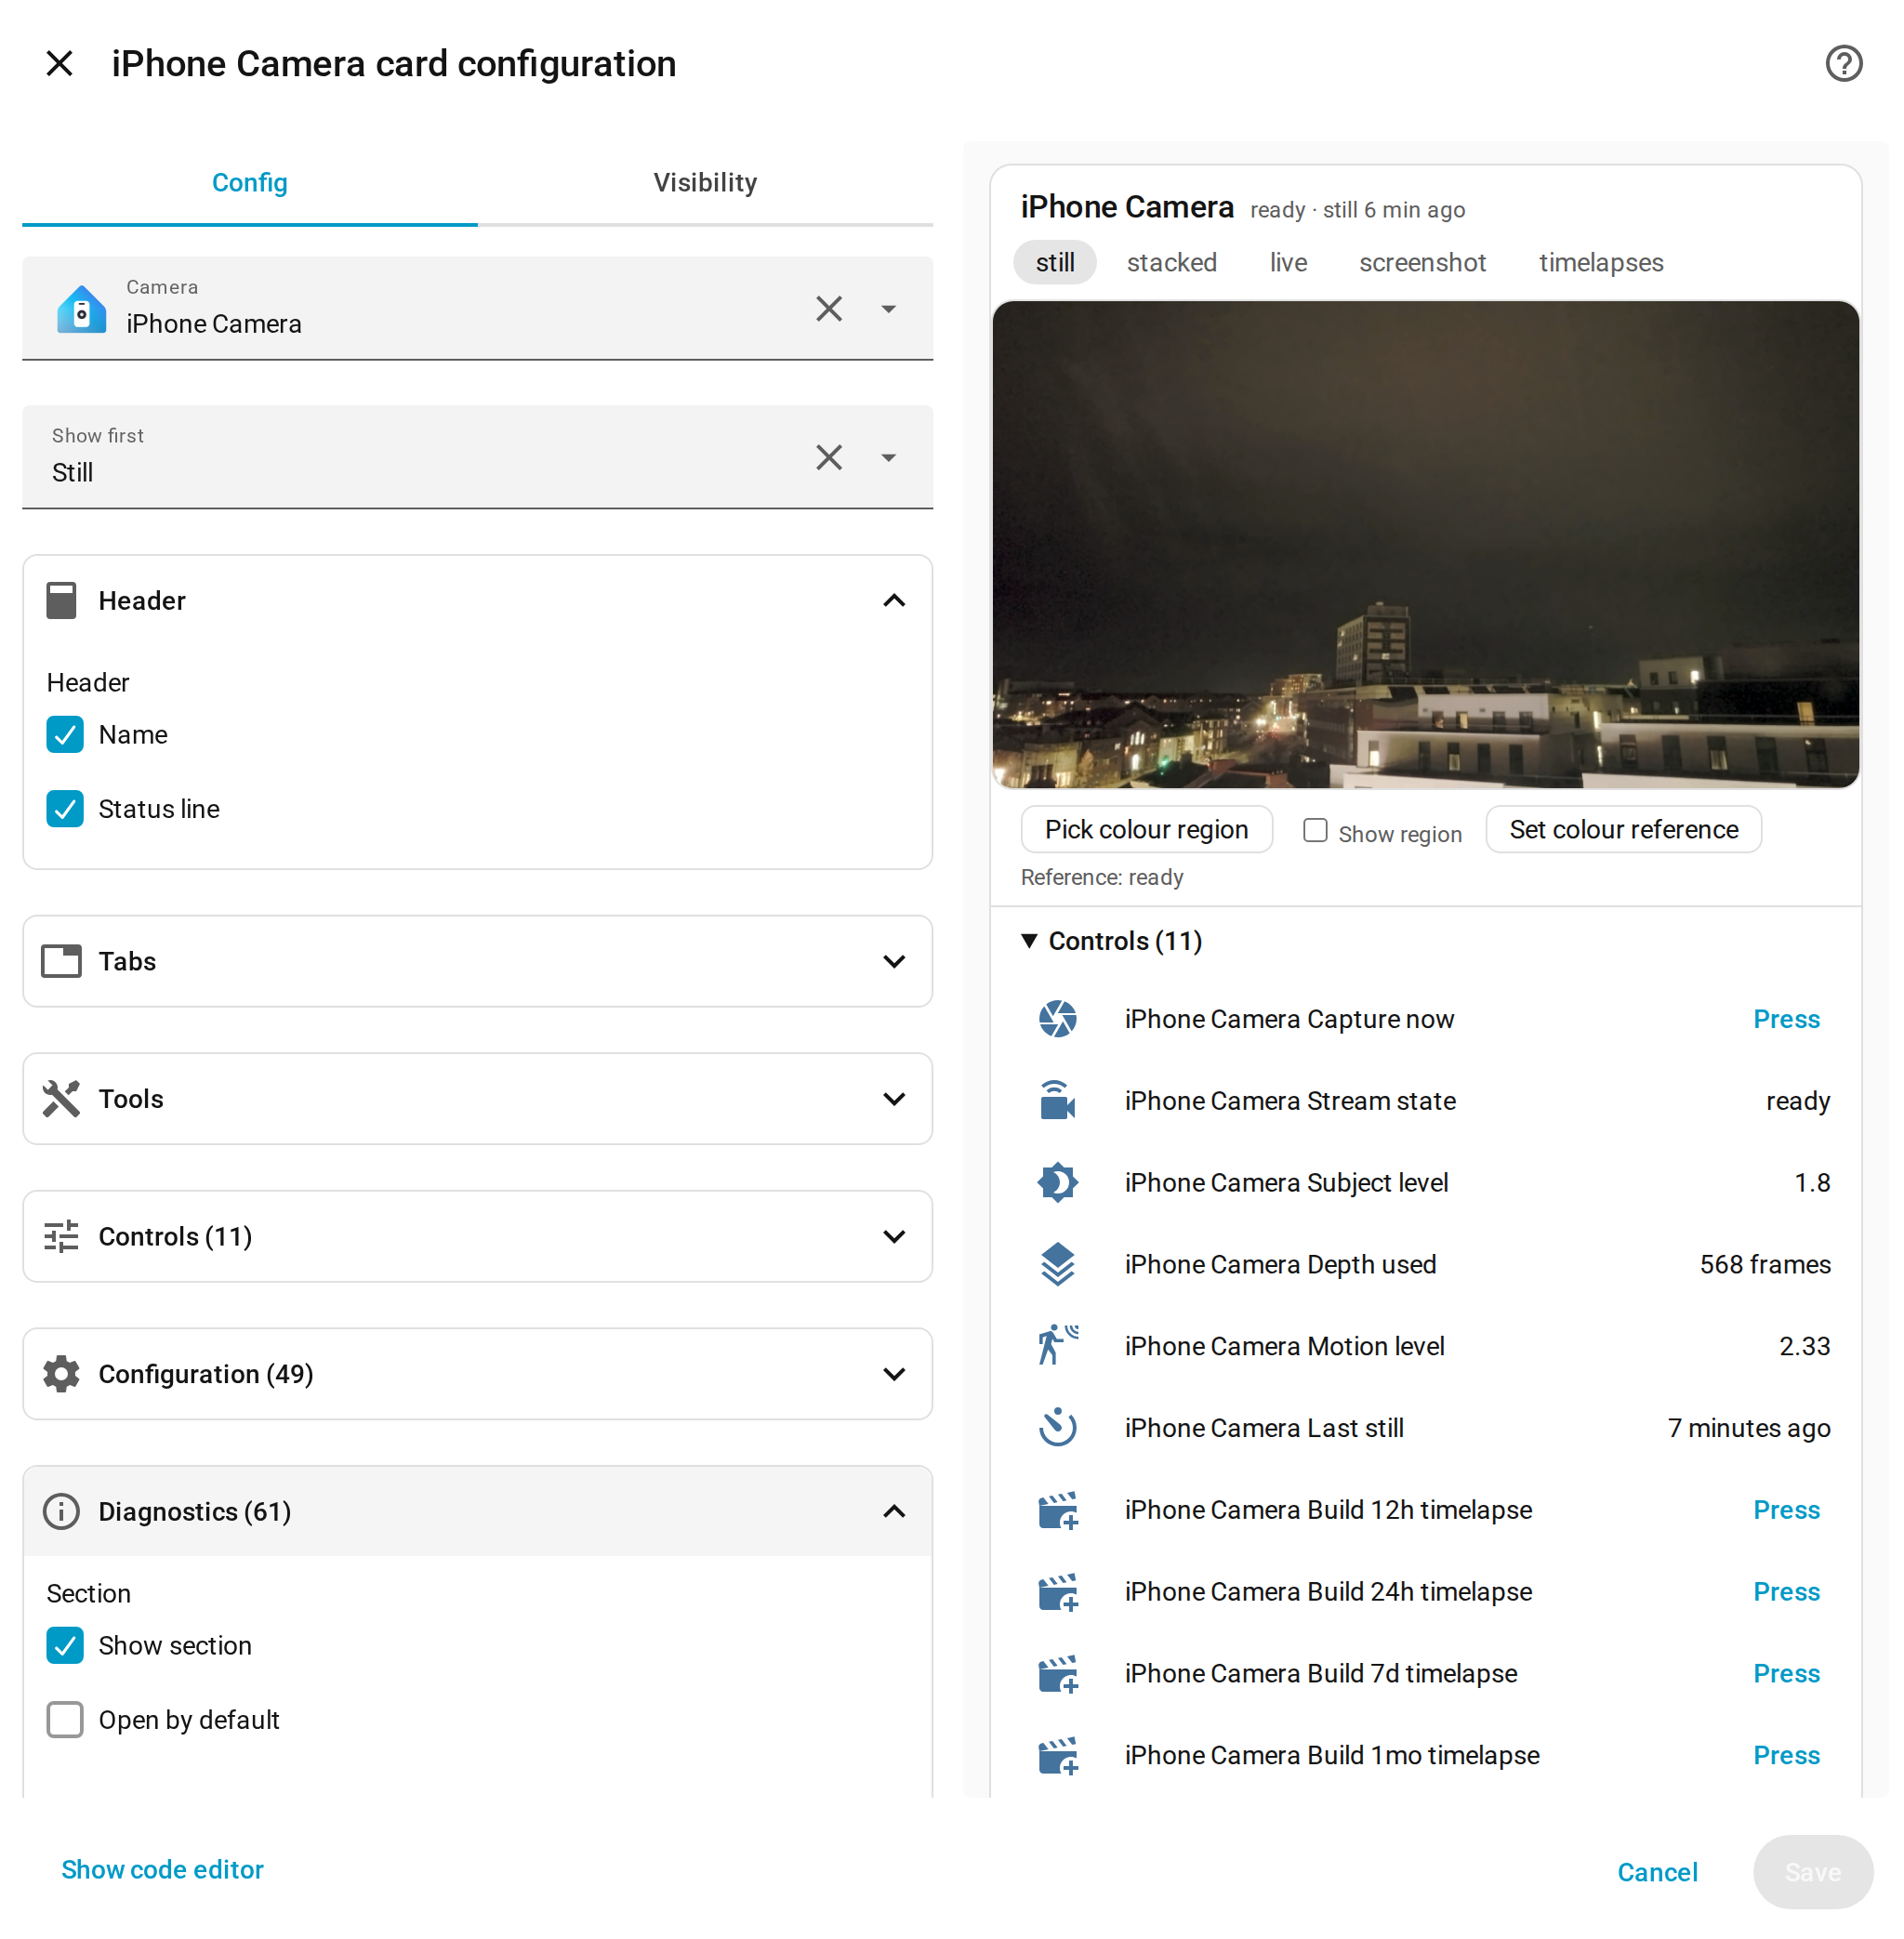 iPhone Camera card configuration
Config
Visibility
Camera
iPhone Camera
Show first
Still
Header
Header
Name
Status line
Tabs
Tools
Controls (11)
Configuration (49)
Diagnostics (61)
Section
Show section
Open by default
iPhone Camera ready · still 6 min ago
still stacked live screenshot timelapses
Pick colour region Show region Set colour reference
Reference: ready
Controls (11)
iPhone Camera Capture now Press
iPhone Camera Stream state ready
iPhone Camera Subject level 1.8
iPhone Camera Depth used 568 frames
iPhone Camera Motion level 2.33
iPhone Camera Last still 7 minutes ago
iPhone Camera Build 12h timelapse Press
iPhone Camera Build 24h timelapse Press
iPhone Camera Build 7d timelapse Press
iPhone Camera Build 1mo timelapse Press
Show code editor
Cancel
Save